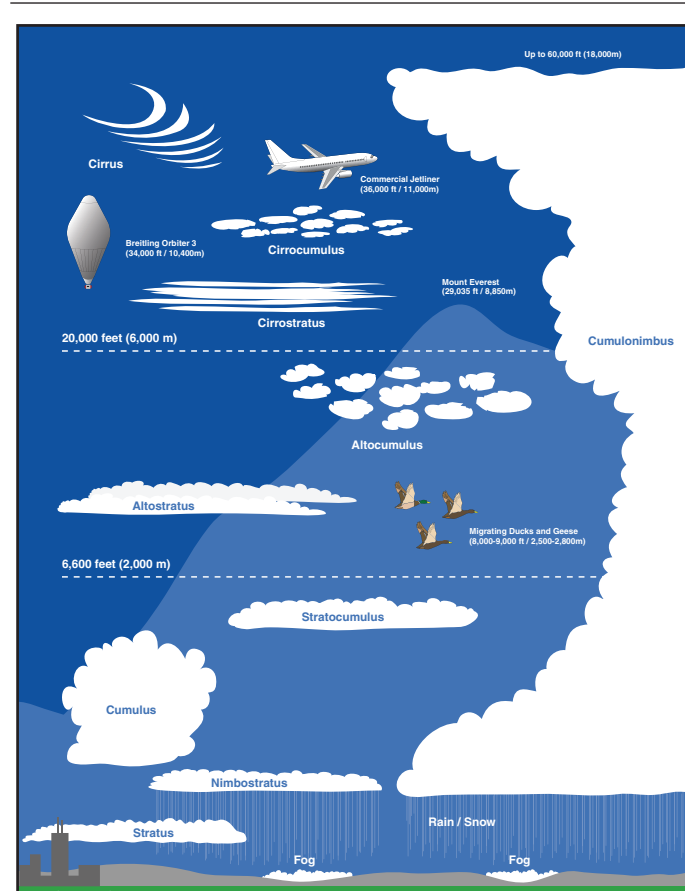 Up to 60,000 ft (18,000m)
Cirrus
Commercial Jetliner
(36,000 ft / 11,000m)
Breitling Orbiter 3
(34,000 ft / 10,400m)
Cirrocumulus
Mount Everest
(29,035 ft / 8,850m)
Cirrostratus
20,000 feet (6,000 m)
Cumulonimbus
Altocumulus
Altostratus
Migrating Ducks and Geese
(8,000-9,000 ft / 2,500-2,800m)
6,600 feet (2,000 m)
Stratocumulus
Cumulus
Nimbostratus
Rain / Snow
Stratus
Fog
Fog